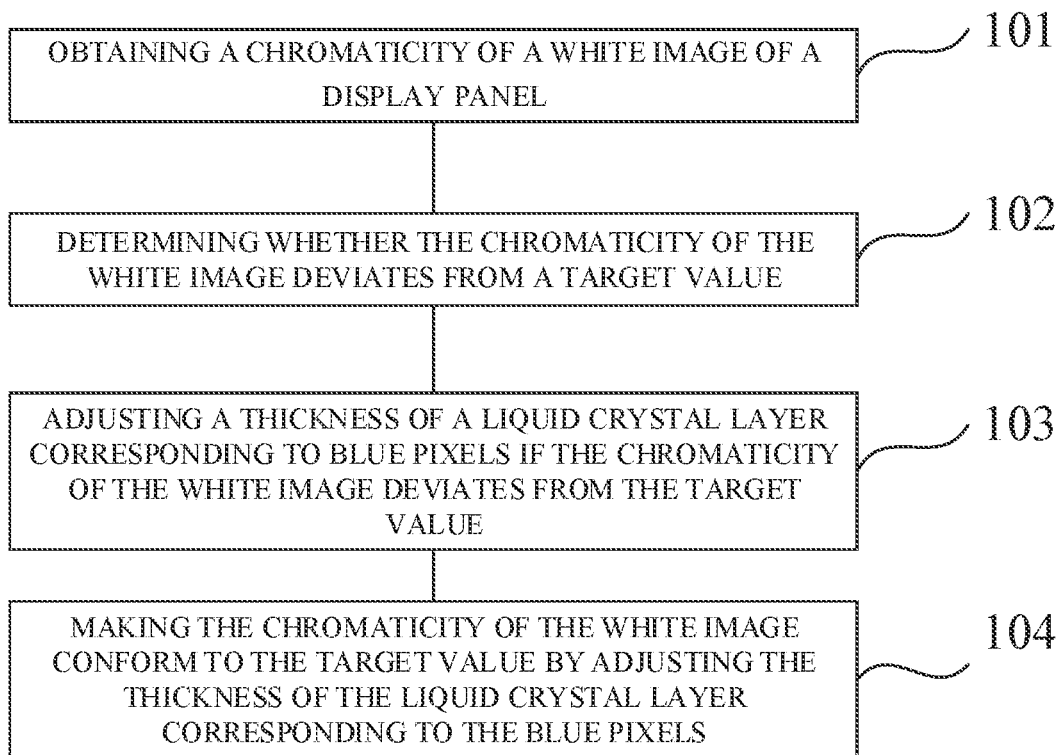 OBTAINING A CHROMATICITY OF A WHITE IMAGE OF A
DISPLAY PANEL
101
DETERMINING WHETHER THE CHROMATICITY OF THE
WHITE IMAGE DEVIATES FROM A TARGET VALUE
102
ADJUSTING A THICKNESS OF A LIQUID CRYSTAL LAYER
CORRESPONDING TO BLUE PIXELS IF THE CHROMATICITY
OF THE WHITE IMAGE DEVIATES FROM THE TARGET
VALUE
103
MAKING THE CHROMATICITY OF THE WHITE IMAGE
CONFORM TO THE TARGET VALUE BY ADJUSTING THE
THICKNESS OF THE LIQUID CRYSTAL LAYER
CORRESPONDING TO THE BLUE PIXELS
104